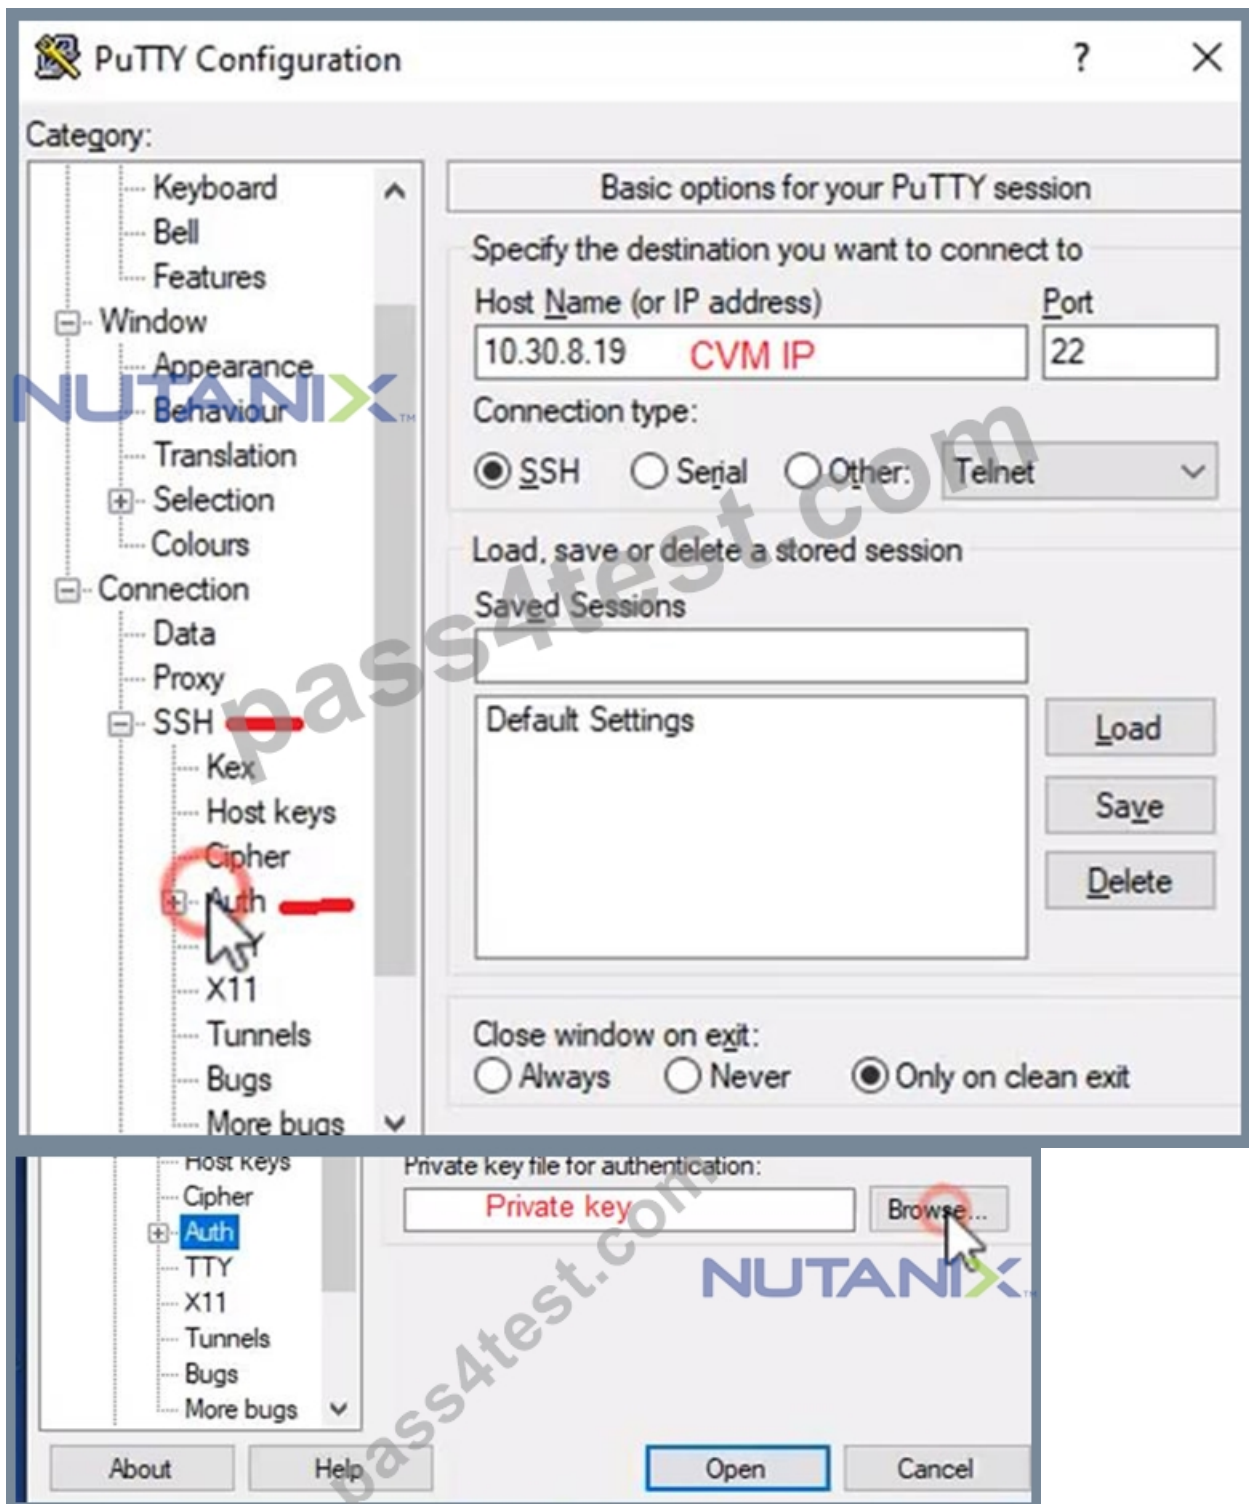 PuTTY Configuration
?
Category:
Keyboard
Bell
Features
Window
Appearance
Behaviour
Translation
Selection
Colours
Connection
Data
Proxy
SSH
Kex
Host keys
Cipher
Auth
X11
Tunnels
Bugs
More bugs
Basic options for your PuTTY session
Specify the destination you want to connect to
Host Name (or IP address) Port
10.30.8.19 CVM IP 22
Connection type:
SSH Serial Other: Telnet
Load, save or delete a stored session
Saved Sessions
Default Settings
Load
Save
Delete
Close window on exit:
Always Never Only on clean exit
NUTANIX™
pass4test.com
Host keys
Cipher
Auth
TTY
X11
Tunnels
Bugs
More bugs
Private key file for authentication:
Private key Browse...
NUTANIX
pass4test.com
About Help Open Cancel